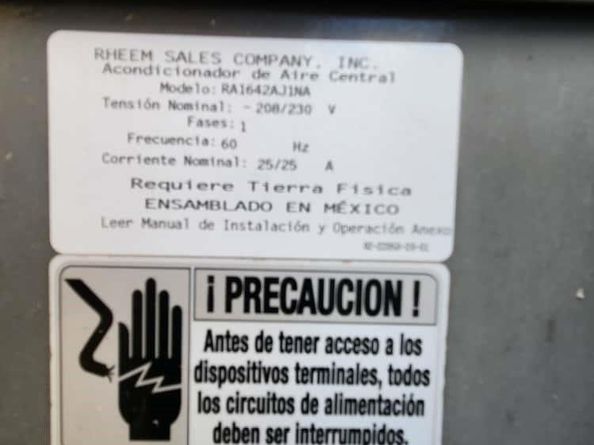 RHEEM SALES COMPANY, INC.
Acondicionador de Aire Central
Modelo: RA1642AJ1NA
Tensión Nominal: ~ 208/230 V
Fases: 1
Frecuencia: 60 Hz
Corriente Nominal: 25/25 A
Requiere Tierra Física
ENSAMBLADO EN MÉXICO
Leer Manual de Instalación y Operación Anexo
¡ PRECAUCION !
Antes de tener acceso a los
dispositivos terminales, todos
los circuitos de alimentación
deben ser interrumpidos.